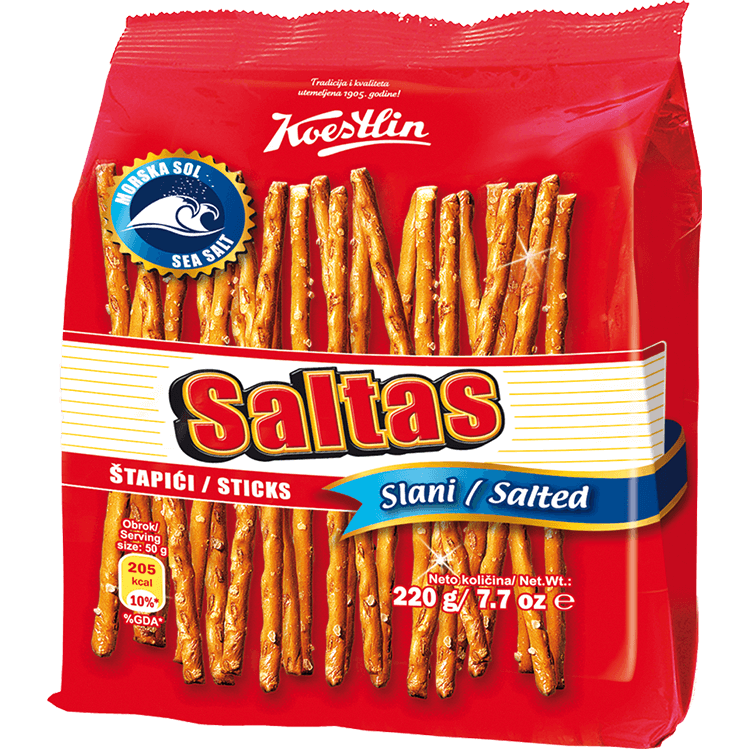 Tradicija i kvaliteta
utemeljena 1905. godine!
Koestlin
MORSKA SOL
SEA SALT
Saltas
ŠTAPIĆI / STICKS
Slani / Salted
Obrok/
Serving
size: 50 g
205
kcal
10%*
%GDA*
Neto količina/ Net.Wt.:
220 g/ 7.7 oz e